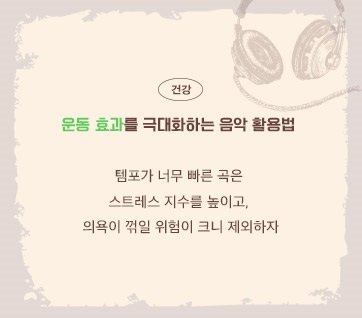 건강
운동 효과를 극대화하는 음악 활용법
템포가 너무 빠른 곡은
스트레스 지수를 높이고,
의욕이 꺾일 위험이 크니 제외하자